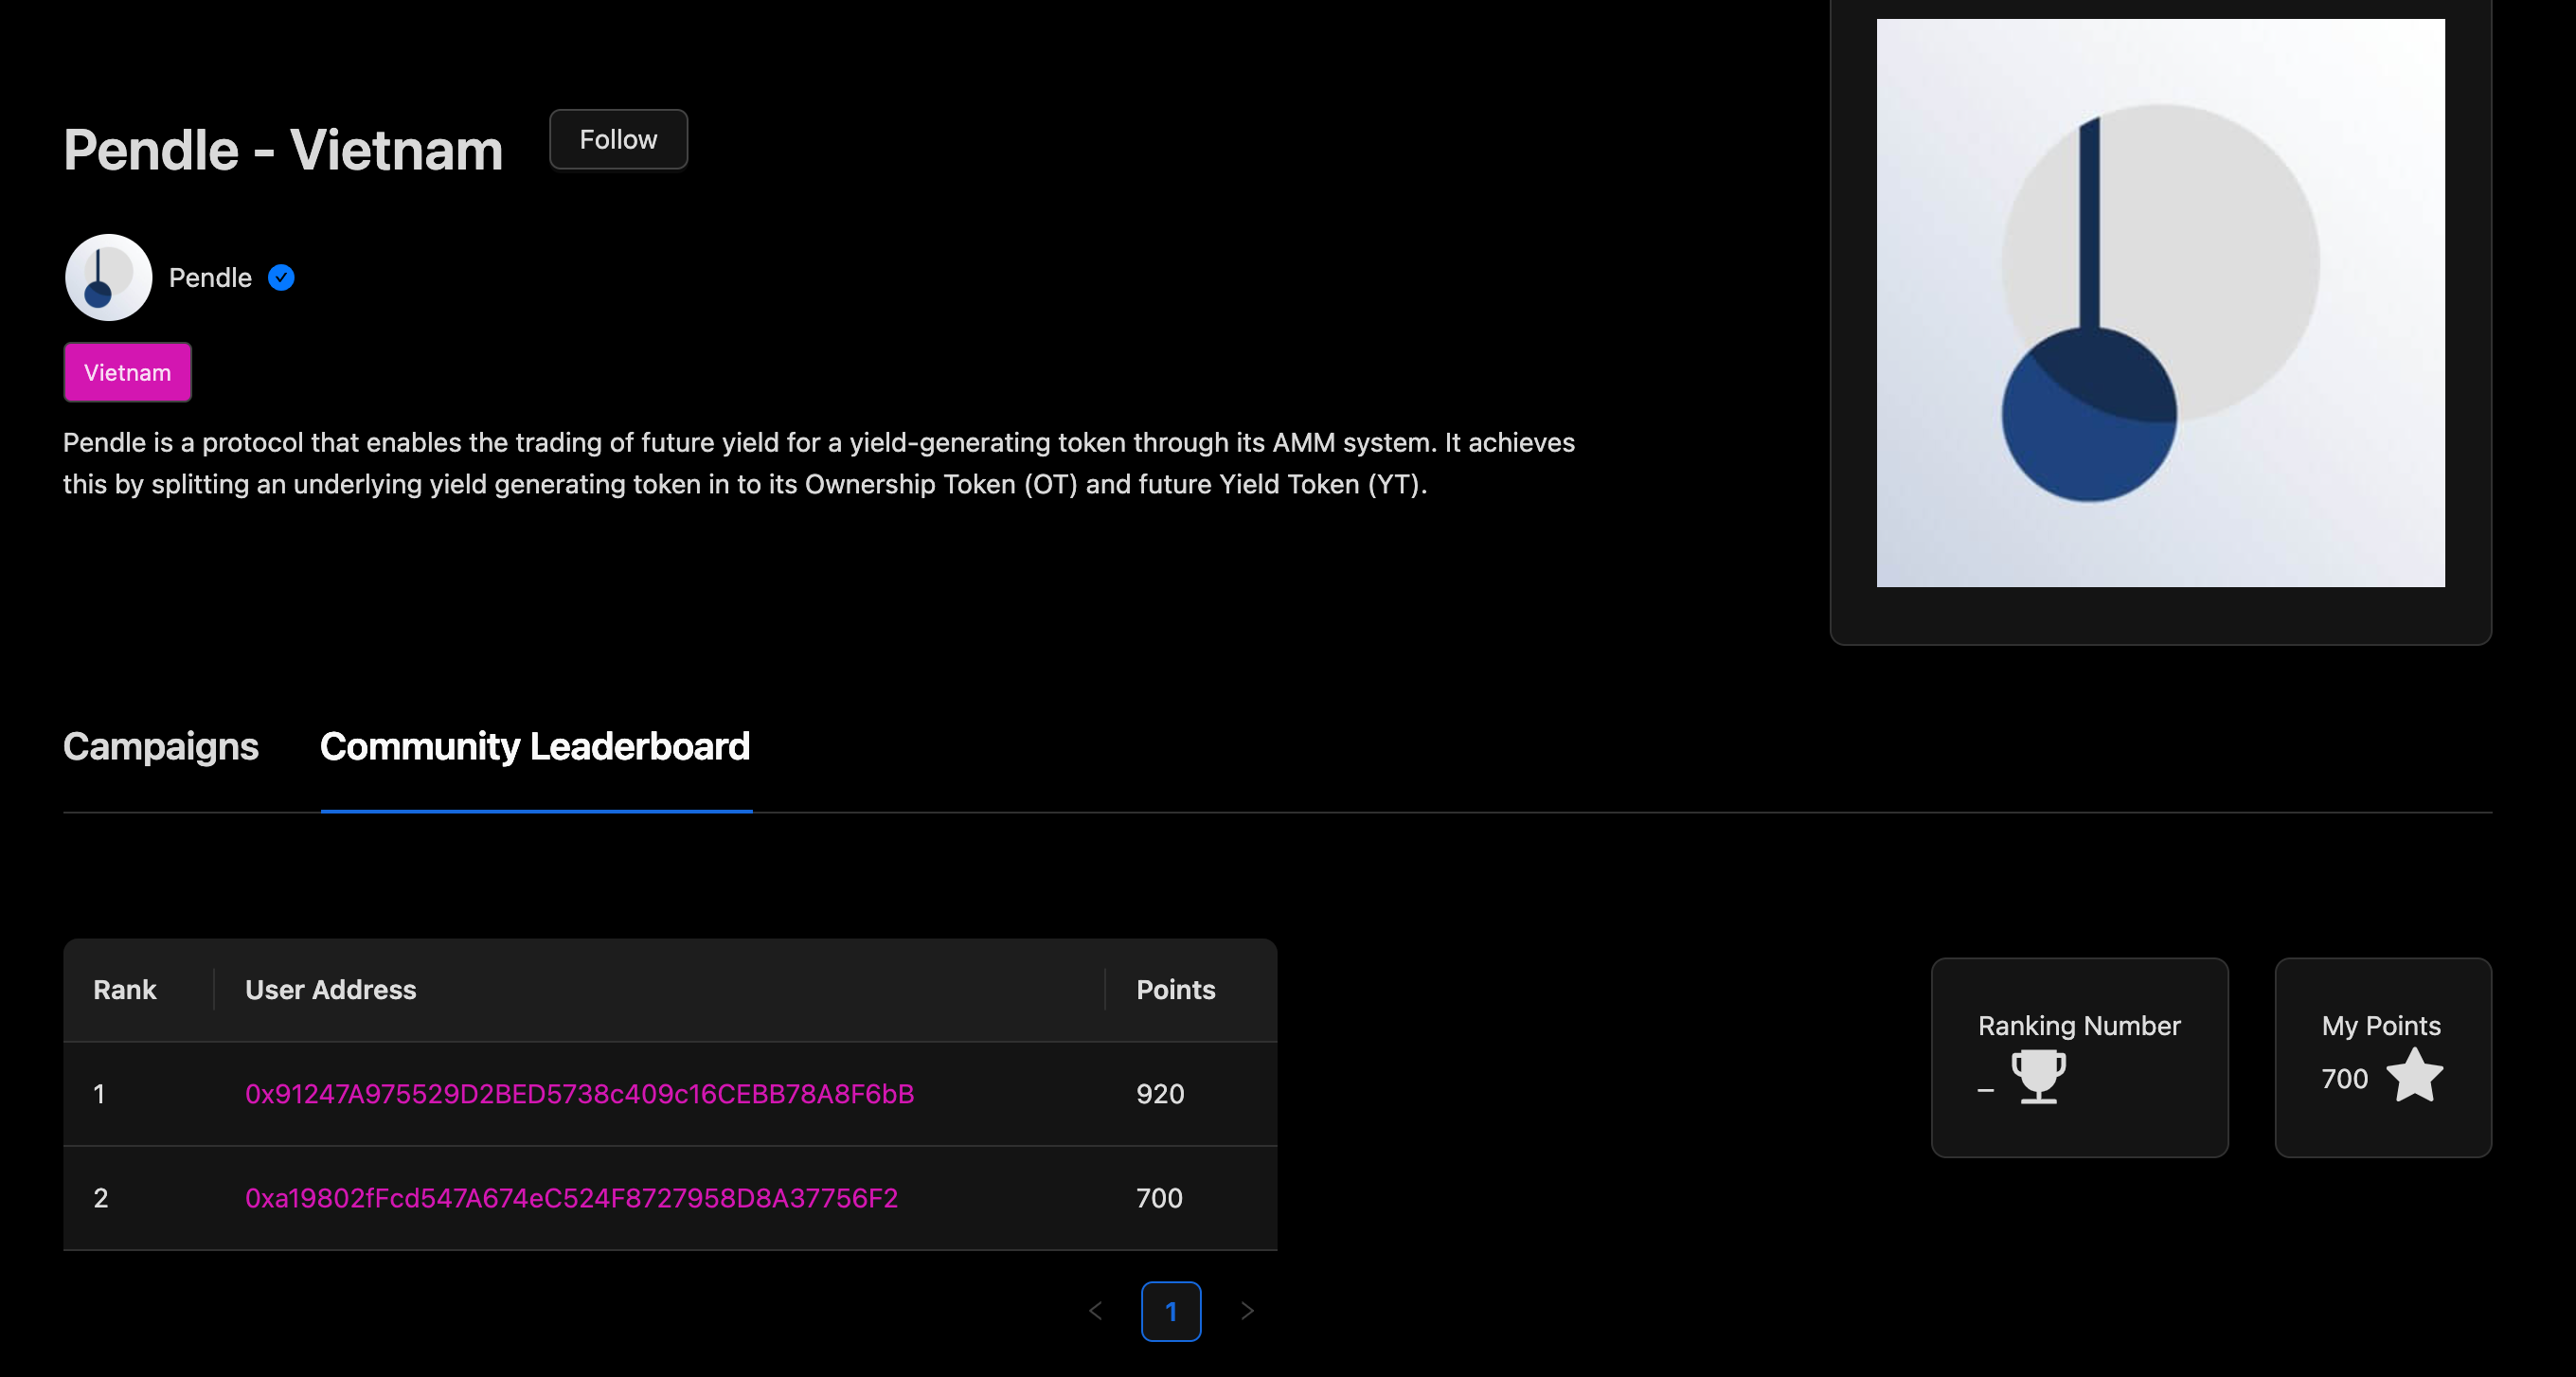 Pendle - Vietnam
Follow
Pendle
Vietnam
Pendle is a protocol that enables the trading of future yield for a yield-generating token through its AMM system. It achieves
this by splitting an underlying yield generating token in to its Ownership Token (OT) and future Yield Token (YT).
Campaigns
Community Leaderboard
Rank User Address Points
1 0x91247A975529D2BED5738c409c16CEBB78A8F6bB 920
2 0xa19802fFcd547A674eC524F8727958D8A37756F2 700
Ranking Number
–
My Points
700
< 1 >